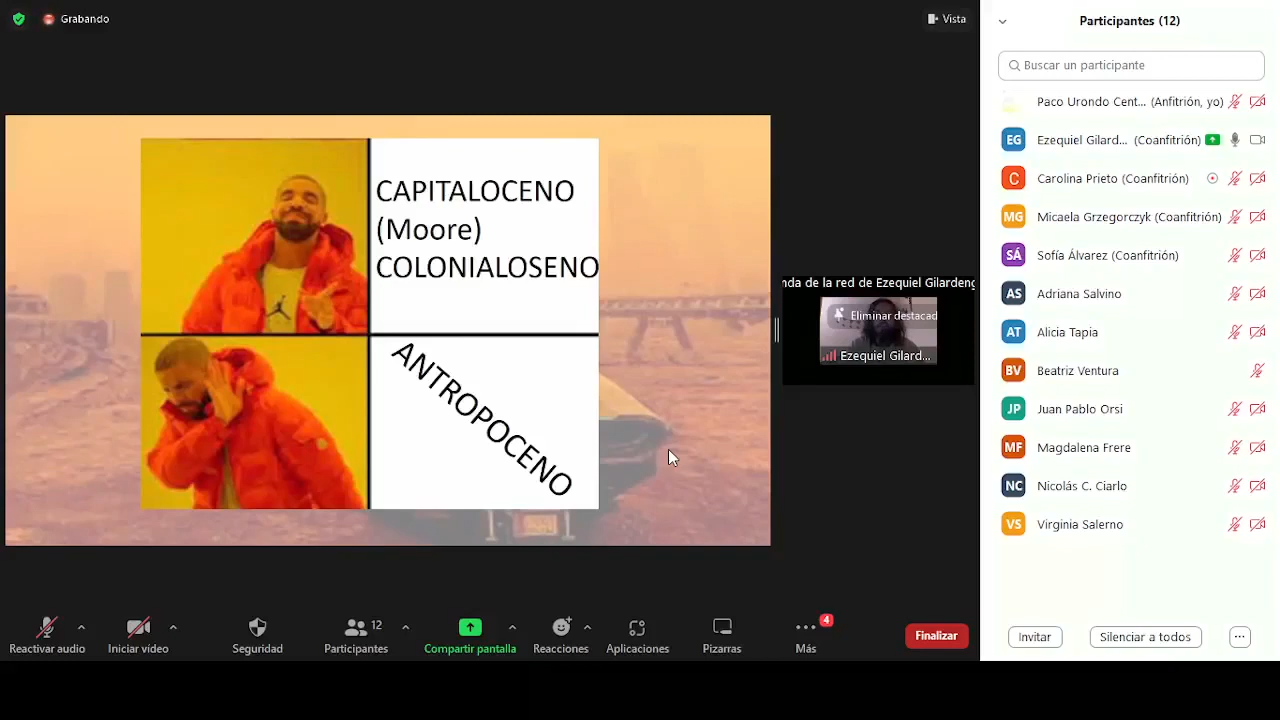 Grabando
Vista
Participantes (12)
Buscar un participante
Paco Urondo Cent... (Anfitrión, yo)
EG Ezequiel Gilard... (Coanfitrión)
C Carolina Prieto (Coanfitrión)
MG Micaela Grzegorczyk (Coanfitrión)
SÁ Sofía Álvarez (Coanfitrión)
AS Adriana Salvino
AT Alicia Tapia
BV Beatriz Ventura
JP Juan Pablo Orsi
MF Magdalena Frere
NC Nicolás C. Ciarlo
VS Virginia Salerno
CAPITALOCENO
(Moore)
COLONIALOSENO
ANTROPOCENO
nda de la red de Ezequiel Gilardeng
Eliminar destacad
Ezequiel Gilard...
12
4
Reactivar audio
Iniciar vídeo
Seguridad
Participantes
Compartir pantalla
Reacciones
Aplicaciones
Pizarras
Más
Finalizar
Invitar
Silenciar a todos
...